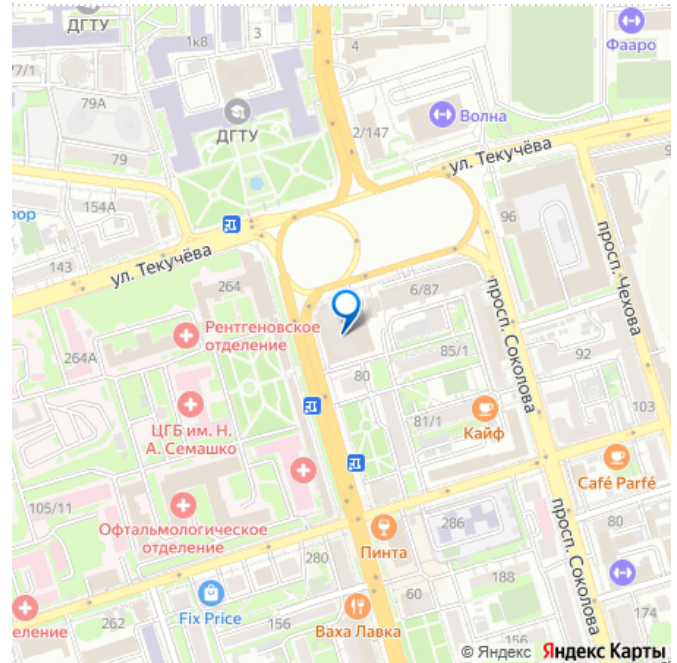 ДГТУ
1к8
3
4
Фааро
7/1
79А
ДГТУ
Волна
2/147
79
ул. Текучёва
154А
96
просп. Чехова
143
ул. Текучёва
264
6/87
просп. Соколова
Рентгеновское
отделение
264А
85/1
92
80
ЦГБ им. Н.
А. Семашко
81/1
103
Кайф
Café Parfé
105/11
Офтальмологическое
отделение
286
80
просп. Соколова
Пинта
280
188
Fix Price
60
262
156
Ваха Лавка
174
еление
156
© Яндекс Яндекс Карты